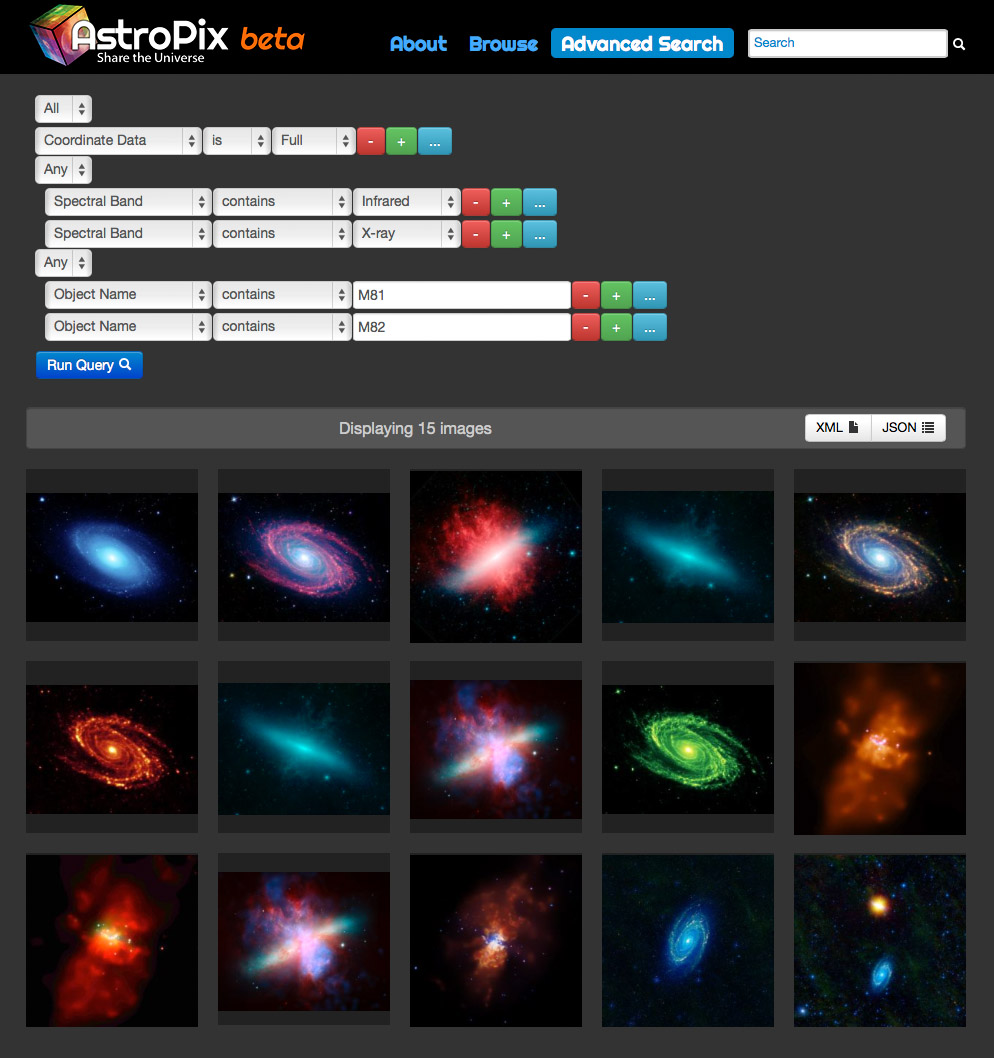 AstroPix beta
Share the Universe
About Browse Advanced Search Search
All
Coordinate Data is Full - + ...
Any
Spectral Band contains Infrared - + ...
Spectral Band contains X-ray - + ...
Any
Object Name contains M81 - + ...
Object Name contains M82 - + ...
Run Query
Displaying 15 images XML JSON